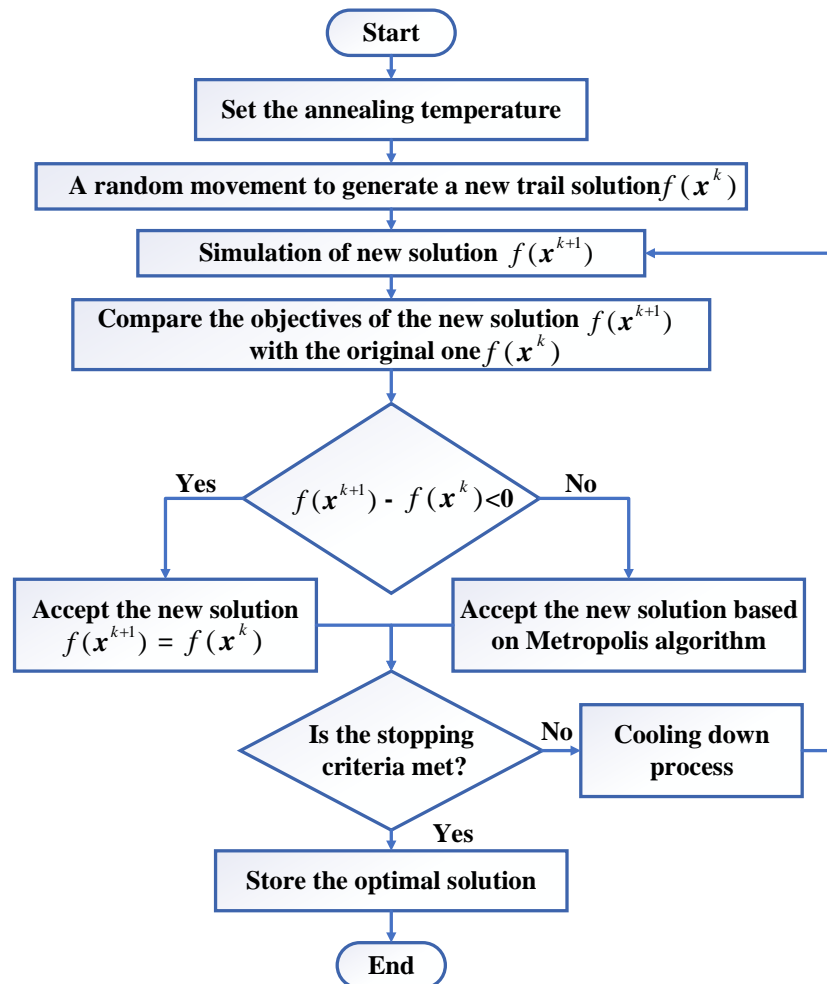 Start
Set the annealing temperature
A random movement to generate a new trail solution f(x^k)
Simulation of new solution f(x^{k+1})
Compare the objectives of the new solution f(x^{k+1})
with the original one f(x^k)
Yes
f(x^{k+1}) - f(x^k)<0
No
Accept the new solution
f(x^{k+1}) = f(x^k)
Accept the new solution based
on Metropolis algorithm
Is the stopping
criteria met?
No
Cooling down
process
Yes
Store the optimal solution
End